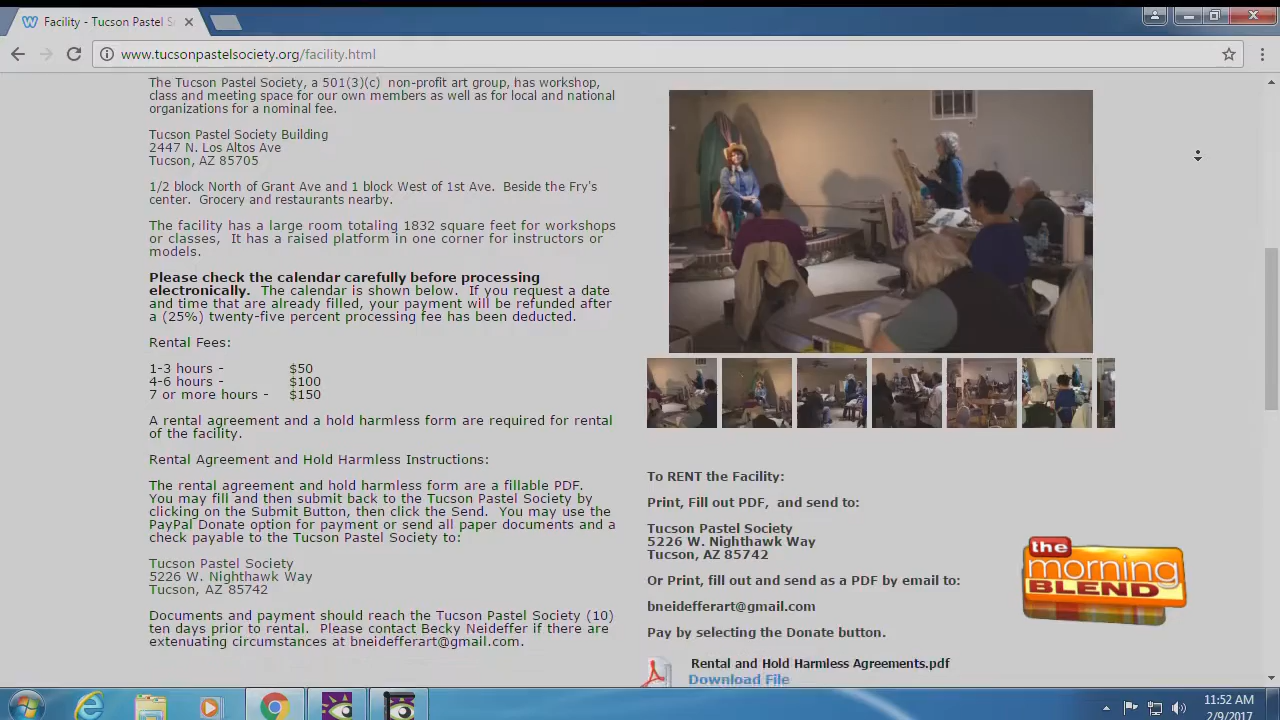 Facility - Tucson Pastel S
www.tucsonpastelsociety.org/facility.html
The Tucson Pastel Society, a 501(3)(c) non-profit art group, has workshop,
class and meeting space for our own members as well as for local and national
organizations for a nominal fee.
Tucson Pastel Society Building
2447 N. Los Altos Ave
Tucson, AZ 85705
1/2 block North of Grant Ave and 1 block West of 1st Ave. Beside the Fry's
center. Grocery and restaurants nearby.
The facility has a large room totaling 1832 square feet for workshops
or classes, It has a raised platform in one corner for instructors or
models.
Please check the calendar carefully before processing
electronically. The calendar is shown below. If you request a date
and time that are already filled, your payment will be refunded after
a (25%) twenty-five percent processing fee has been deducted.
Rental Fees:
1-3 hours - $50
4-6 hours - $100
7 or more hours - $150
A rental agreement and a hold harmless form are required for rental
of the facility.
Rental Agreement and Hold Harmless Instructions:
The rental agreement and hold harmless form are a fillable PDF.
You may fill and then submit back to the Tucson Pastel Society by
clicking on the Submit Button, then click the Send. You may use the
PayPal Donate option for payment or send all paper documents and a
check payable to the Tucson Pastel Society to:
Tucson Pastel Society
5226 W. Nighthawk Way
Tucson, AZ 85742
Documents and payment should reach the Tucson Pastel Society (10)
ten days prior to rental. Please contact Becky Neideffer if there are
extenuating circumstances at bneidefferart@gmail.com.
To RENT the Facility:
Print, Fill out PDF, and send to:
Tucson Pastel Society
5226 W. Nighthawk Way
Tucson, AZ 85742
Or Print, fill out and send as a PDF by email to:
bneidefferart@gmail.com
Pay by selecting the Donate button.
Rental and Hold Harmless Agreements.pdf
Download File
the
morning
BLEND
11:52 AM
2/9/2017